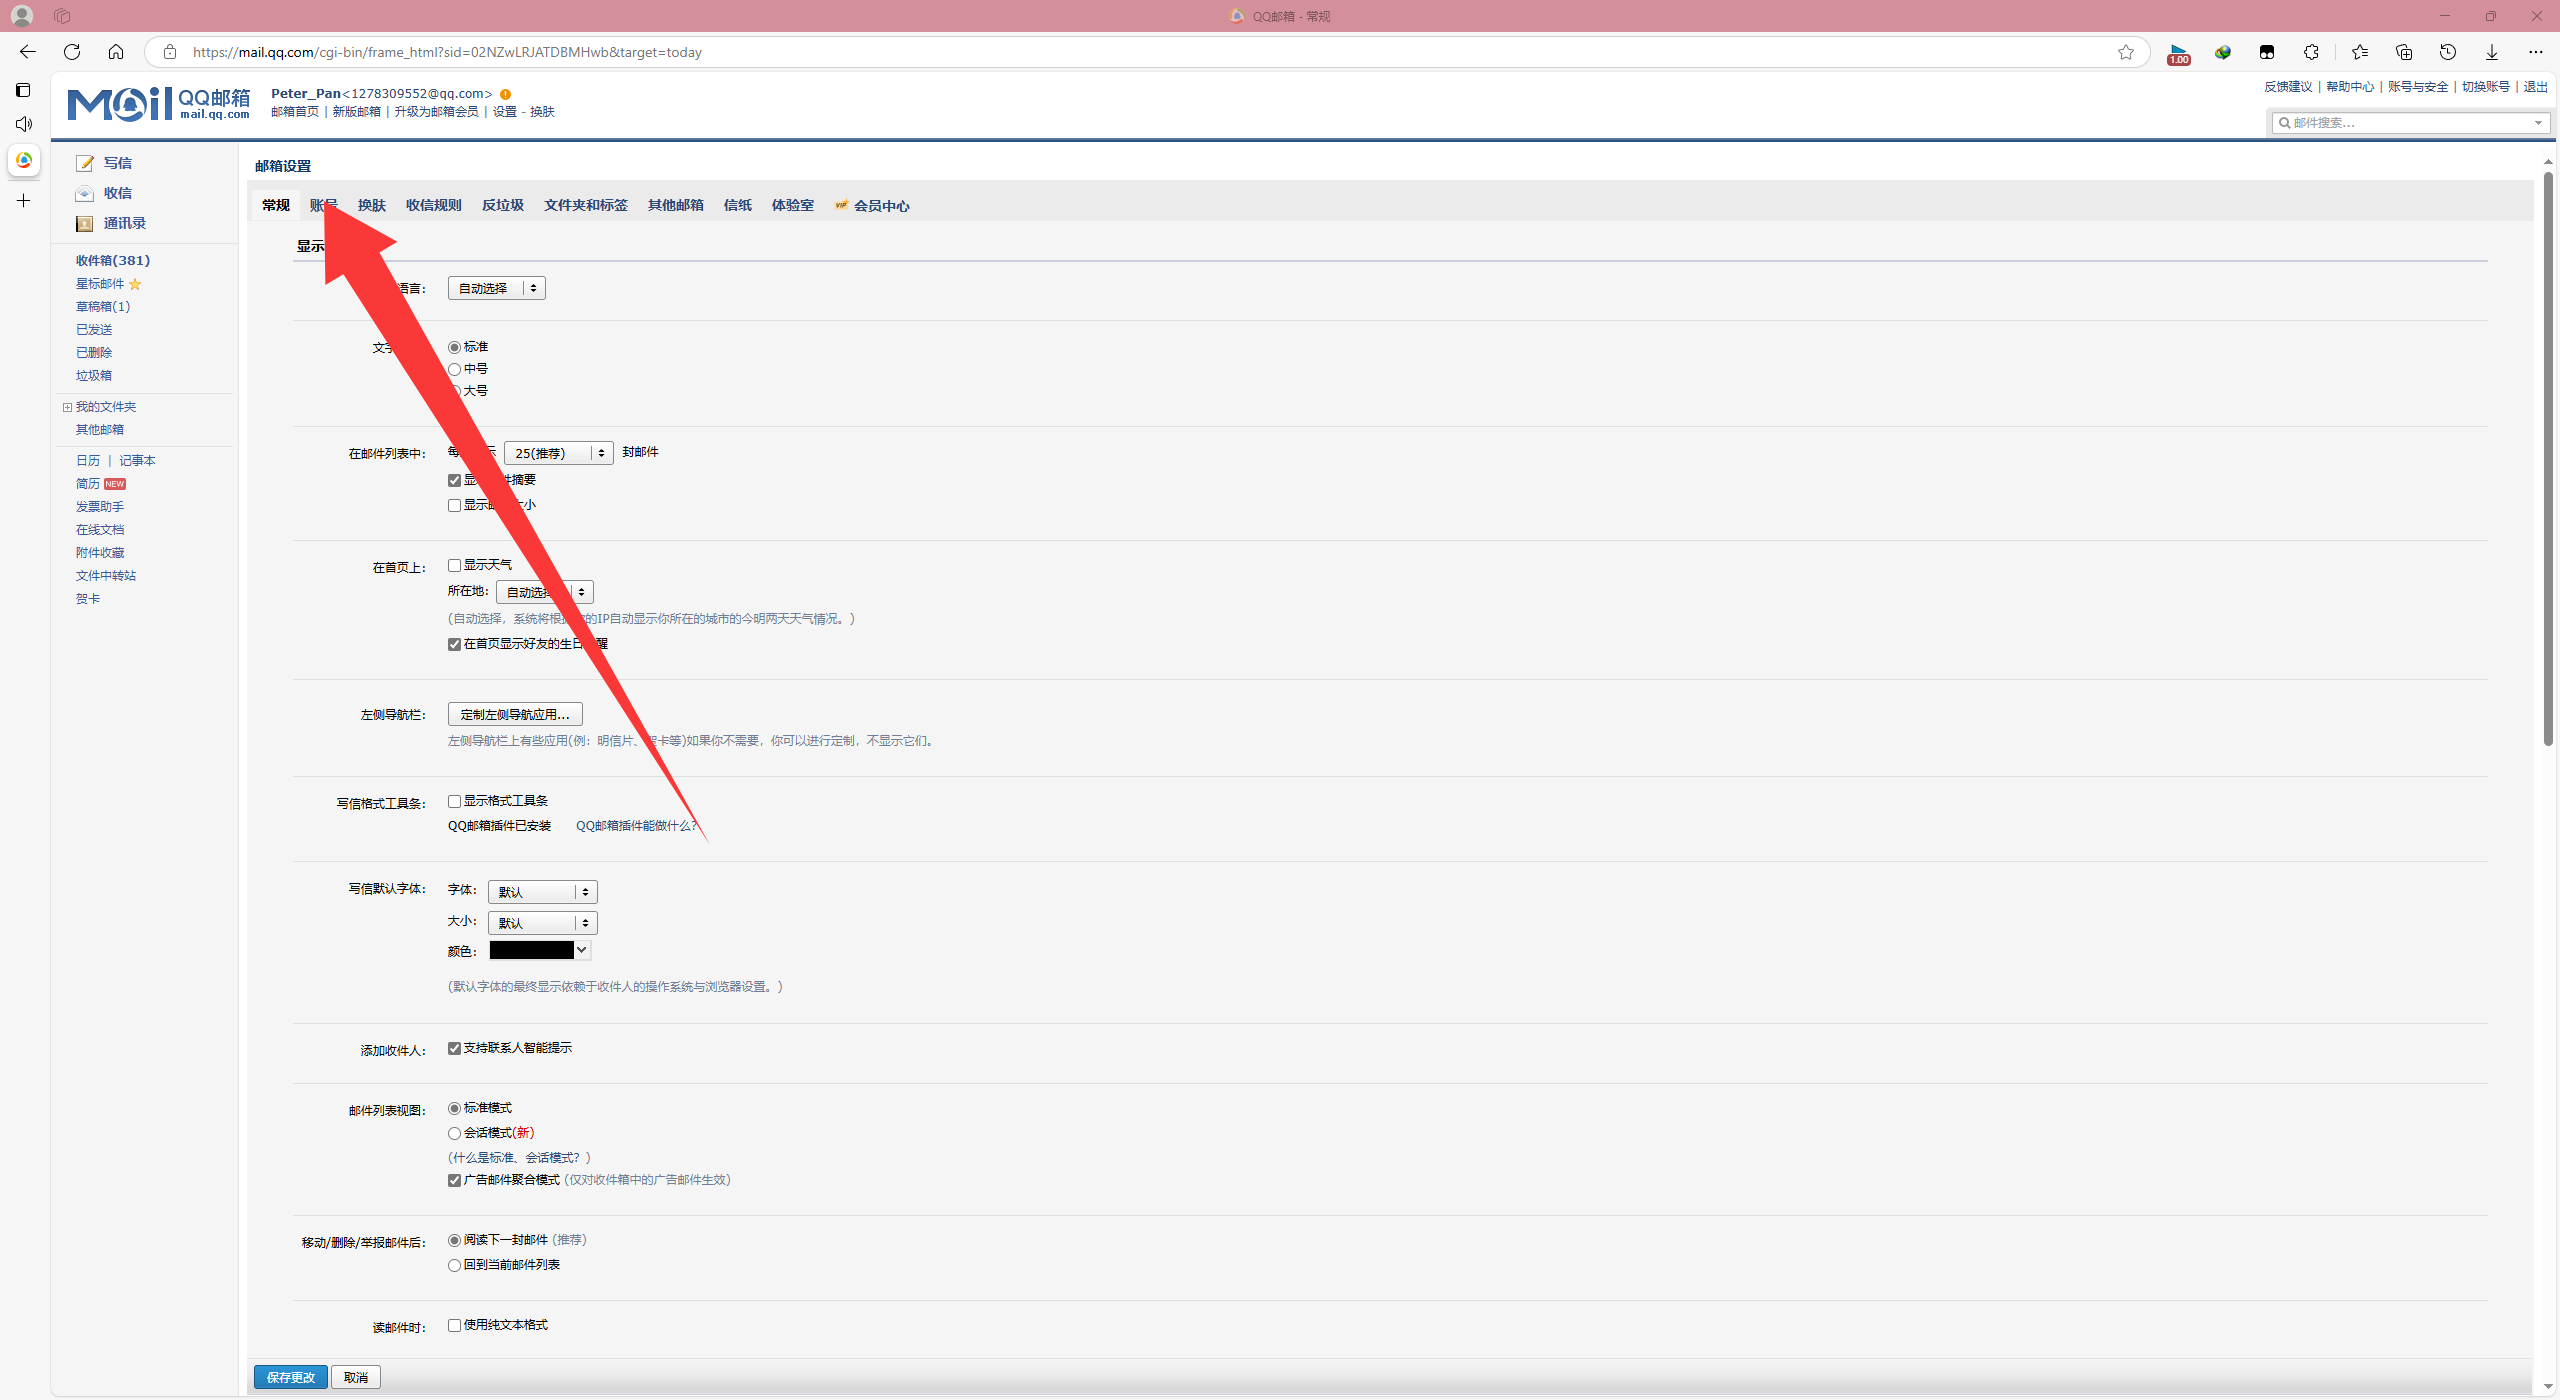 QQ邮箱 - 常规
https://mail.qq.com/cgi-bin/frame_html?sid=02NZwLRJATDBMHwb&target=today
1.00
Mail QQ邮箱
mail.qq.com
Peter_Pan<1278309552@qq.com>
邮箱首页 | 新版邮箱 | 升级为邮箱会员 | 设置 - 换肤
反馈建议 | 帮助中心 | 账号与安全 | 切换账号 | 退出
邮件搜索...
写信
收信
通讯录
收件箱(381)
星标邮件
草稿箱(1)
已发送
已删除
垃圾箱
我的文件夹
其他邮箱
日历 | 记事本
简历 NEW
发票助手
在线文档
附件收藏
文件中转站
贺卡
邮箱设置
常规 账号 换肤 收信规则 反垃圾 文件夹和标签 其他邮箱 信纸 体验室 VIP 会员中心
显示
语言: 自动选择
文字 标准
中号
大号
在邮件列表中: 每 示 25(推荐) 封邮件
显 件摘要
显示 大小
在首页上: 显示天气
所在地: 自动选择
(自动选择，系统将根 的IP自动显示你所在的城市的今明两天天气情况。)
在首页显示好友的生日 醒
左侧导航栏: 定制左侧导航应用...
左侧导航栏上有些应用(例: 明信片、贺卡等)如果你不需要，你可以进行定制，不显示它们。
写信格式工具条: 显示格式工具条
QQ邮箱插件已安装 QQ邮箱插件能做什么?
写信默认字体: 字体: 默认
大小: 默认
颜色:
(默认字体的最终显示依赖于收件人的操作系统与浏览器设置。)
添加收件人: 支持联系人智能提示
邮件列表视图: 标准模式
会话模式(新)
(什么是标准、会话模式? )
广告邮件聚合模式 (仅对收件箱中的广告邮件生效)
移动/删除/举报邮件后: 阅读下一封邮件 (推荐)
回到当前邮件列表
读邮件时: 使用纯文本格式
保存更改 取消